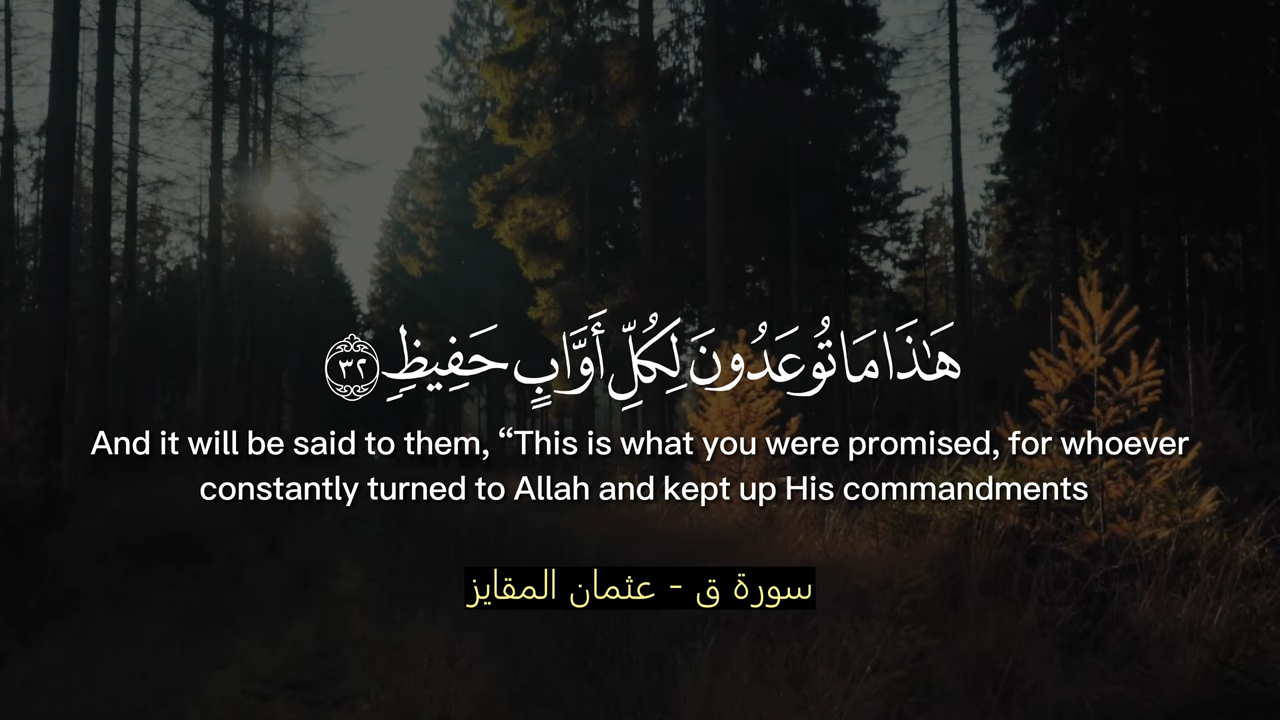 هَٰذَا مَا تُوعَدُونَ لِكُلِّ أَوَّابٍ حَفِيظٍ ٣٢
And it will be said to them, “This is what you were promised, for whoever
constantly turned to Allah and kept up His commandments
سورة ق - عثمان المقايز